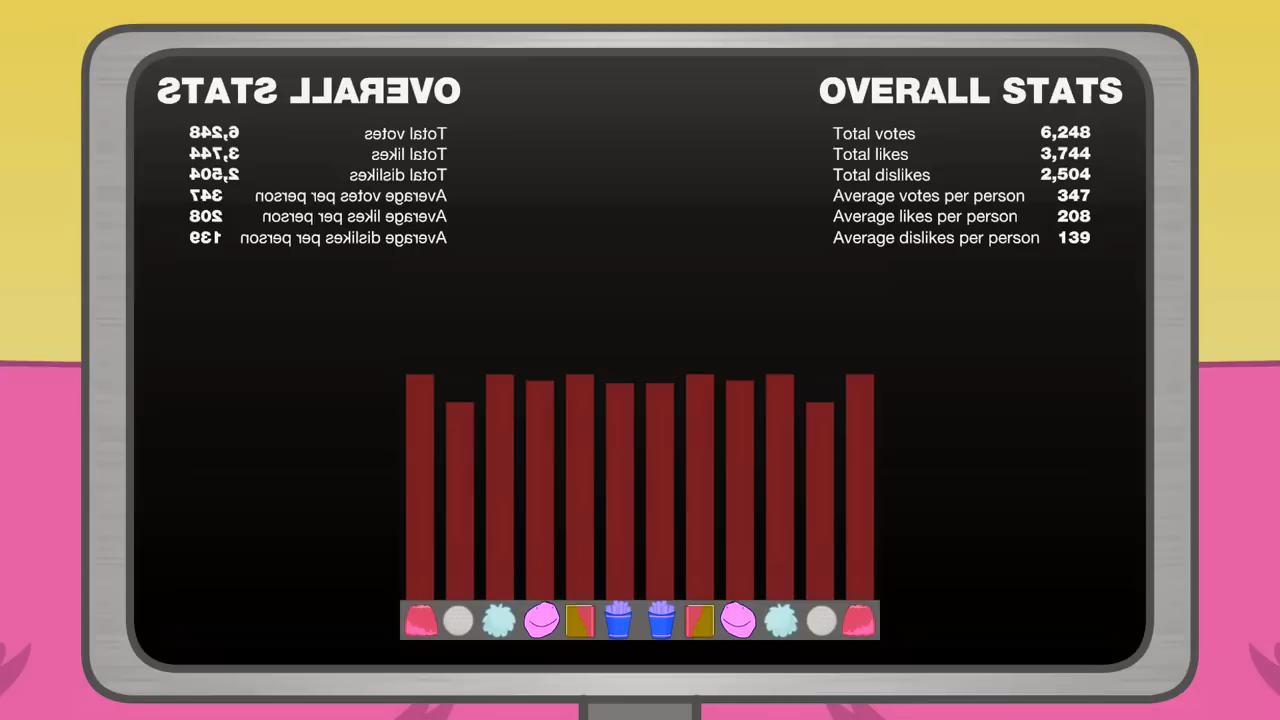 OVERALL STATS
Total votes 6,248
Total likes 3,744
Total dislikes 2,504
Average votes per person 347
Average likes per person 208
Average dislikes per person 139
OVERALL STATS
Total votes 6,248
Total likes 3,744
Total dislikes 2,504
Average votes per person 347
Average likes per person 208
Average dislikes per person 139